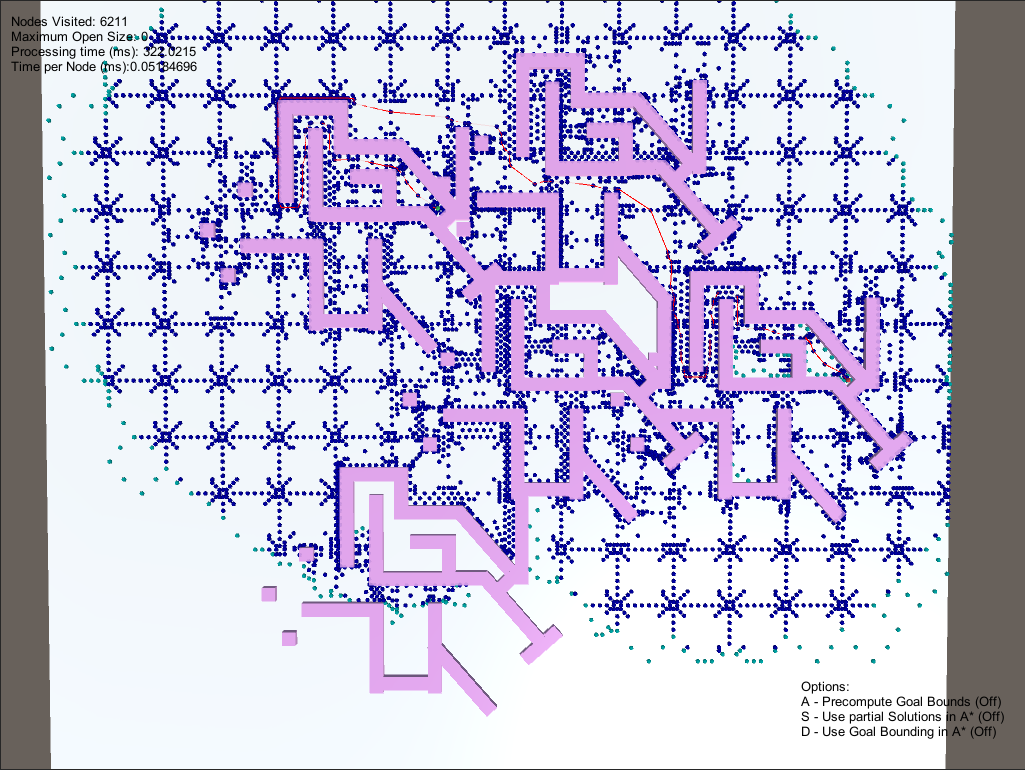 Nodes Visited: 6211
Maximum Open Size: 0
Processing time (ms): 322.0215
Time per Node (ms):0.05184696
Options:
A - Precompute Goal Bounds (Off)
S - Use partial Solutions in A* (Off)
D - Use Goal Bounding in A* (Off)